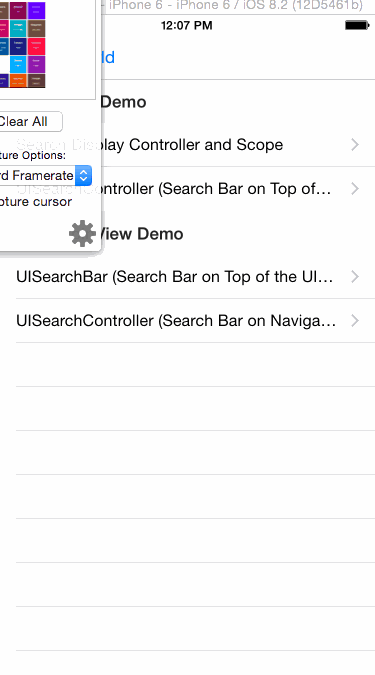 - iPhone 6 - iPhone 6 / iOS 8.2 (12D5461b)
12:07 PM
ld
Demo
Clear All
Search Display Controller and Scope
ture Options:
rd Framerate
UISearchController (Search Bar on Top of...
pture cursor
View Demo
UISearchBar (Search Bar on Top of the UI...
UISearchController (Search Bar on Naviga...